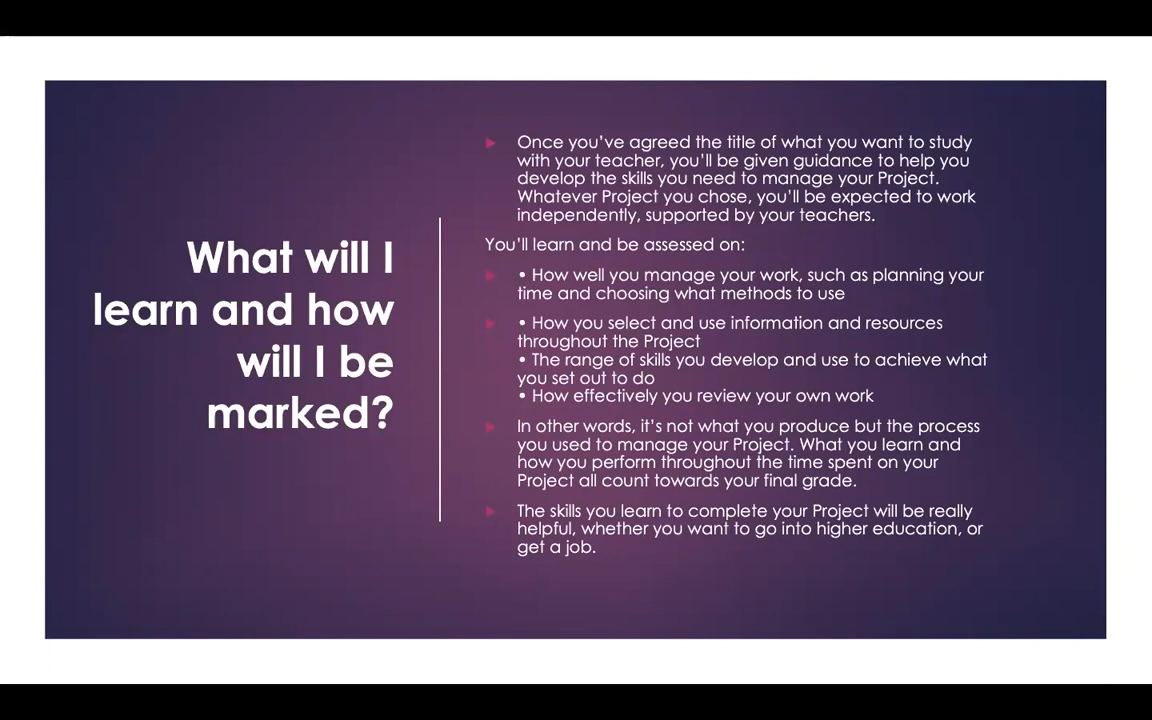 What will I
learn and how
will I be
marked?
Once you've agreed the title of what you want to study
with your teacher, you'll be given guidance to help you
develop the skills you need to manage your Project.
Whatever Project you chose, you'll be expected to work
independently, supported by your teachers.
You'll learn and be assessed on:
• How well you manage your work, such as planning your
time and choosing what methods to use
• How you select and use information and resources
throughout the Project
• The range of skills you develop and use to achieve what
you set out to do
• How effectively you review your own work
In other words, it's not what you produce but the process
you used to manage your Project. What you learn and
how you perform throughout the time spent on your
Project all count towards your final grade.
The skills you learn to complete your Project will be really
helpful, whether you want to go into higher education, or
get a job.